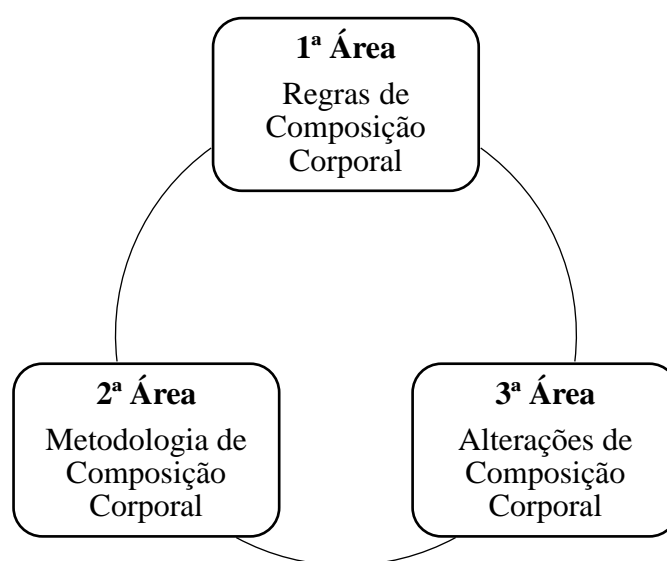 1ª Área
Regras de
Composição
Corporal
2ª Área
Metodologia de
Composição
Corporal
3ª Área
Alterações de
Composição
Corporal